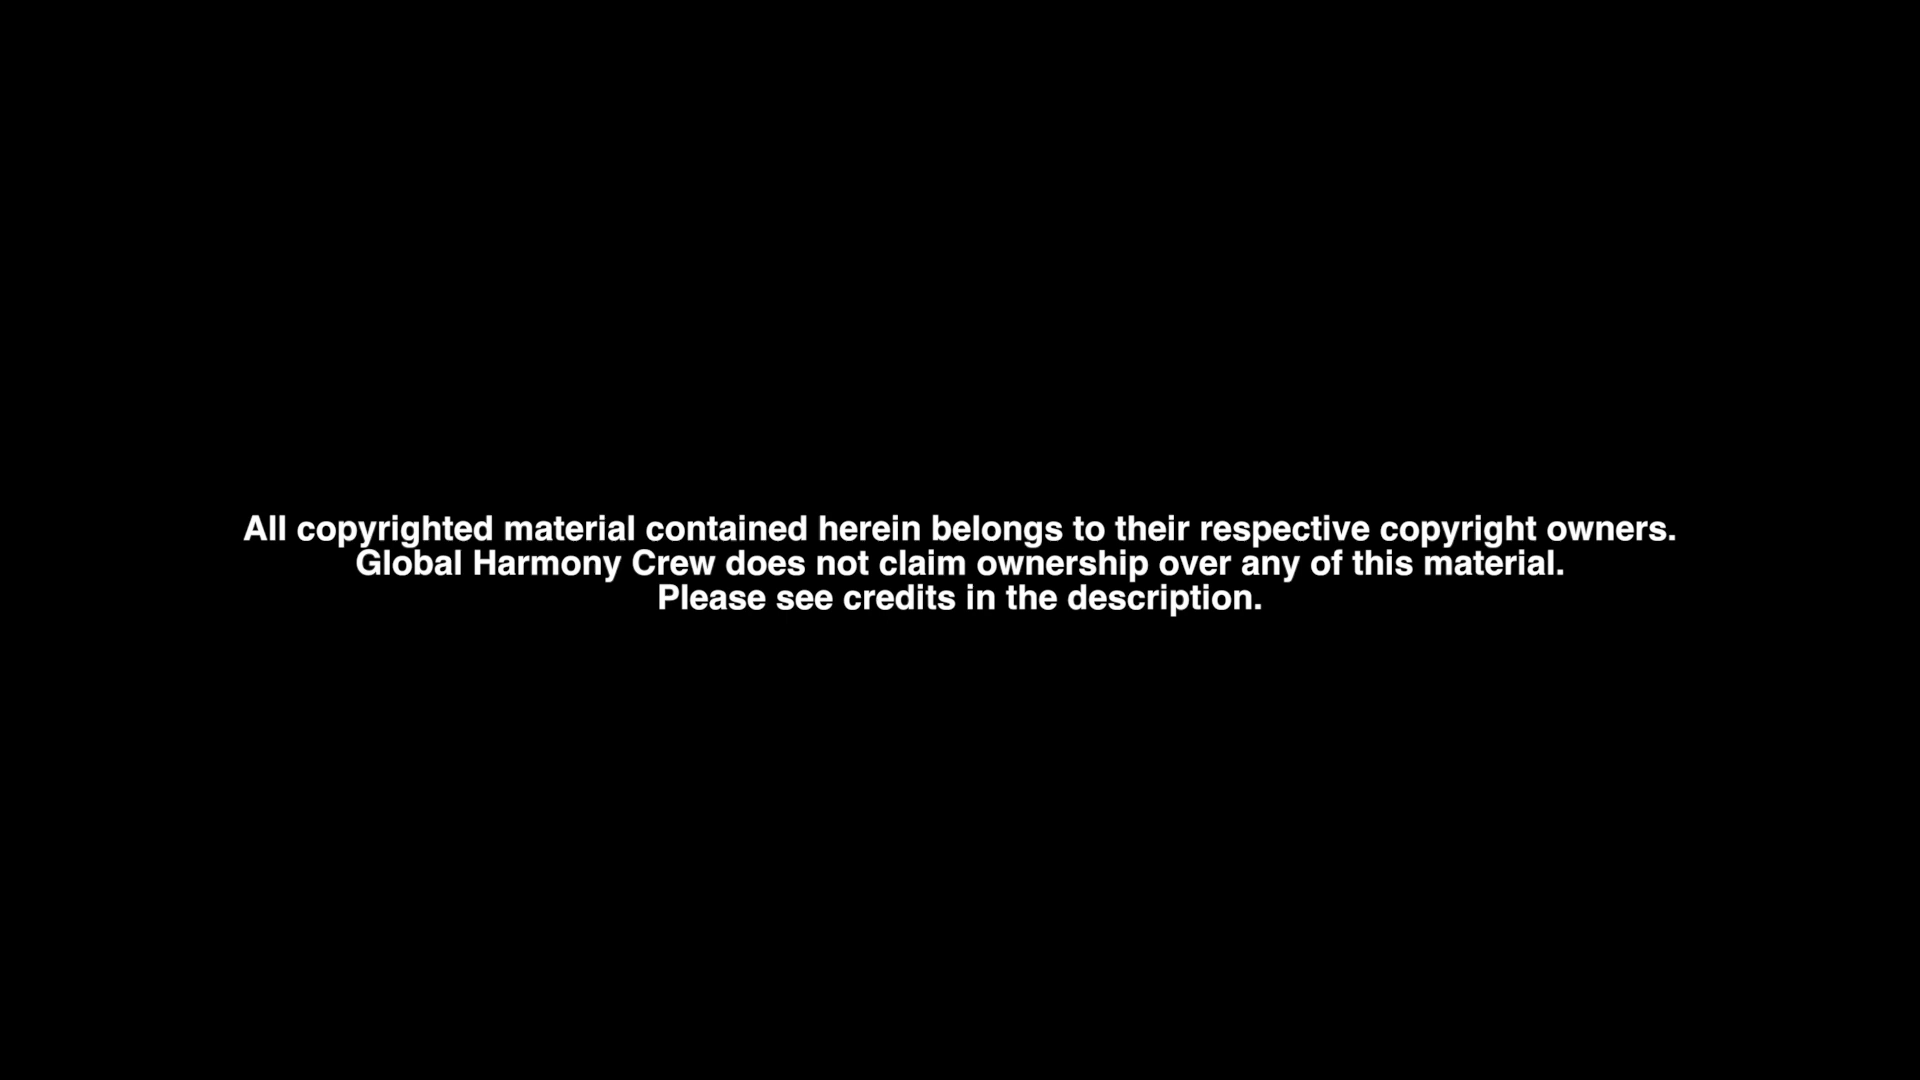 All copyrighted material contained herein belongs to their respective copyright owners.
Global Harmony Crew does not claim ownership over any of this material.
Please see credits in the description.